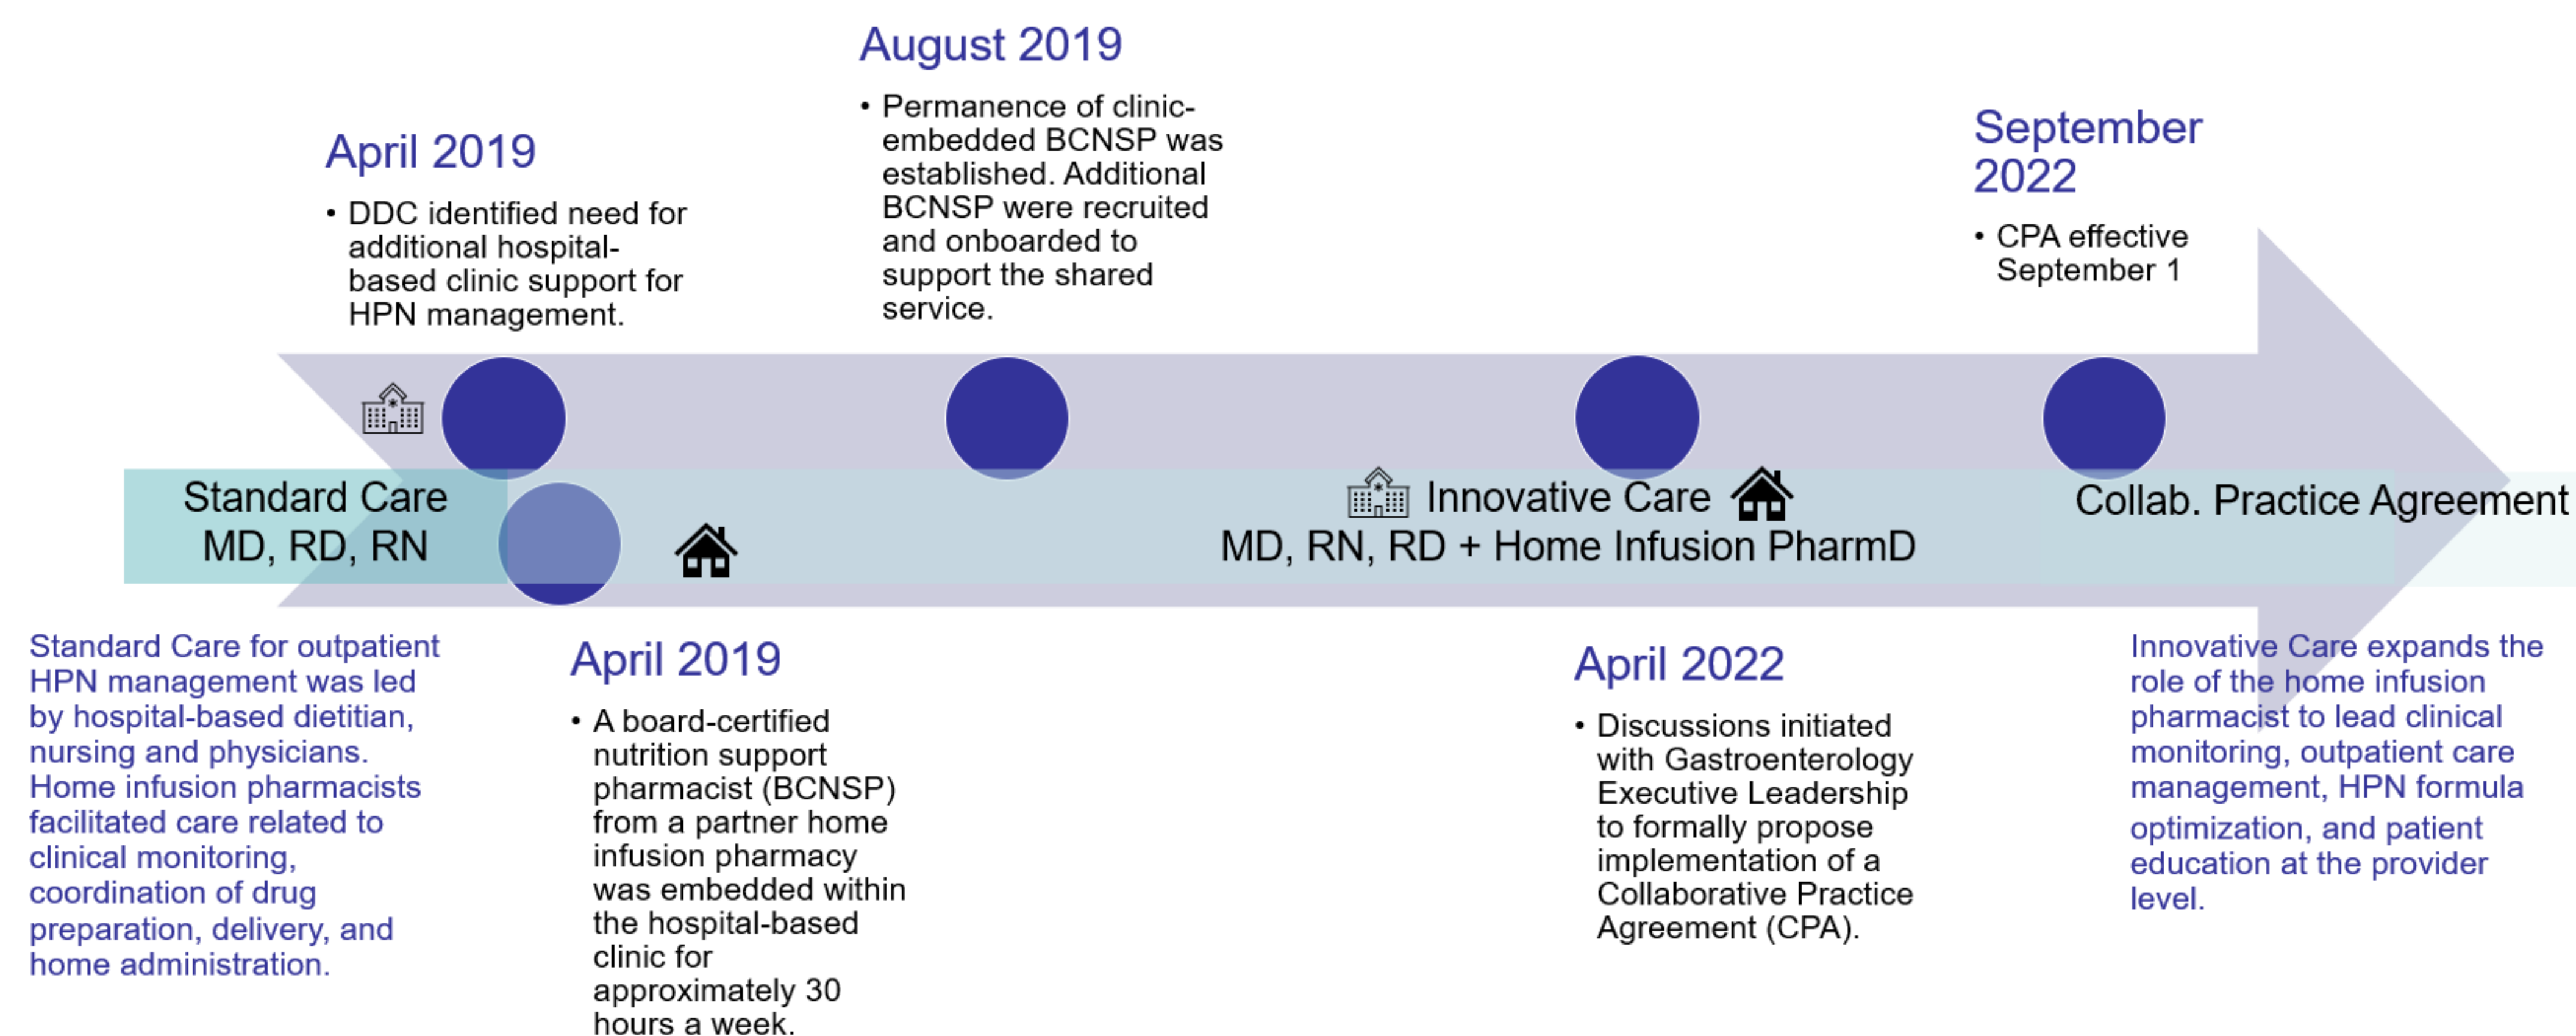 August 2019
• Permanence of clinic-
embedded BCNSP was
established. Additional
BCNSP were recruited
and onboarded to
support the shared
service.
April 2019
• DDC identified need for
additional hospital-
based clinic support for
HPN management.
September
2022
• CPA effective
September 1
Standard Care
MD, RD, RN
Innovative Care
MD, RN, RD + Home Infusion PharmD
Collab. Practice Agreement
Standard Care for outpatient
HPN management was led
by hospital-based dietitian,
nursing and physicians.
Home infusion pharmacists
facilitated care related to
clinical monitoring,
coordination of drug
preparation, delivery, and
home administration.
April 2019
• A board-certified
nutrition support
pharmacist (BCNSP)
from a partner home
infusion pharmacy
was embedded within
the hospital-based
clinic for
approximately 30
hours a week.
April 2022
• Discussions initiated
with Gastroenterology
Executive Leadership
to formally propose
implementation of a
Collaborative Practice
Agreement (CPA).
Innovative Care expands the
role of the home infusion
pharmacist to lead clinical
monitoring, outpatient care
management, HPN formula
optimization, and patient
education at the provider
level.